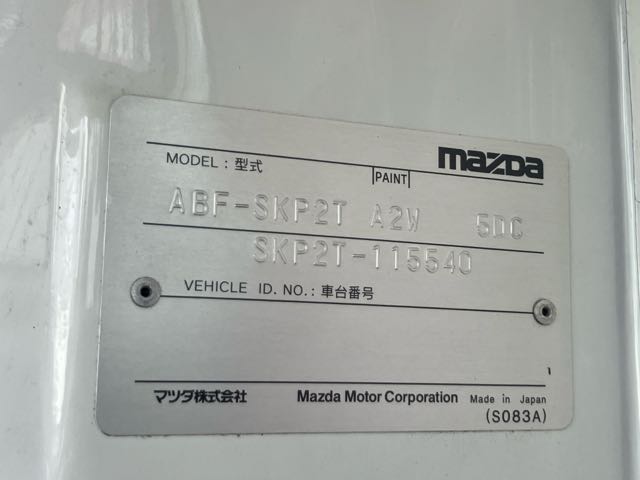 mazda
MODEL : 型式 PAINT
ABF-SKP2T A2W 5DC
SKP2T-115540
VEHICLE ID. NO. : 車台番号
マツダ株式会社 Mazda Motor Corporation Made in Japan
(S083A)